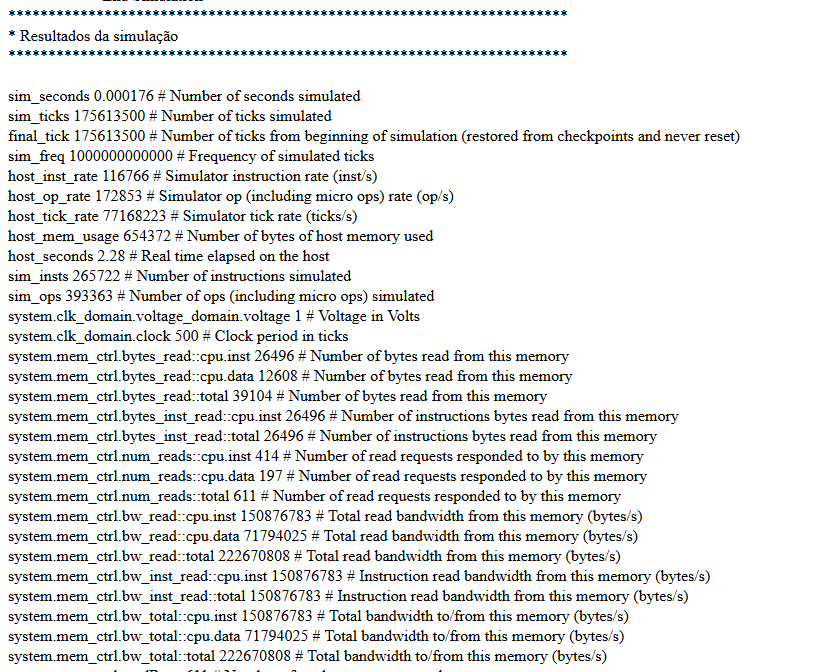 **********************************************************************
* Resultados da simulação
**********************************************************************
sim_seconds 0.000176 # Number of seconds simulated
sim_ticks 175613500 # Number of ticks simulated
final_tick 175613500 # Number of ticks from beginning of simulation (restored from checkpoints and never reset)
sim_freq 1000000000000 # Frequency of simulated ticks
host_inst_rate 116766 # Simulator instruction rate (inst/s)
host_op_rate 172853 # Simulator op (including micro ops) rate (op/s)
host_tick_rate 77168223 # Simulator tick rate (ticks/s)
host_mem_usage 654372 # Number of bytes of host memory used
host_seconds 2.28 # Real time elapsed on the host
sim_insts 265722 # Number of instructions simulated
sim_ops 393363 # Number of ops (including micro ops) simulated
system.clk_domain.voltage_domain.voltage 1 # Voltage in Volts
system.clk_domain.clock 500 # Clock period in ticks
system.mem_ctrl.bytes_read::cpu.inst 26496 # Number of bytes read from this memory
system.mem_ctrl.bytes_read::cpu.data 12608 # Number of bytes read from this memory
system.mem_ctrl.bytes_read::total 39104 # Number of bytes read from this memory
system.mem_ctrl.bytes_inst_read::cpu.inst 26496 # Number of instructions bytes read from this memory
system.mem_ctrl.bytes_inst_read::total 26496 # Number of instructions bytes read from this memory
system.mem_ctrl.num_reads::cpu.inst 414 # Number of read requests responded to by this memory
system.mem_ctrl.num_reads::cpu.data 197 # Number of read requests responded to by this memory
system.mem_ctrl.num_reads::total 611 # Number of read requests responded to by this memory
system.mem_ctrl.bw_read::cpu.inst 150876783 # Total read bandwidth from this memory (bytes/s)
system.mem_ctrl.bw_read::cpu.data 71794025 # Total read bandwidth from this memory (bytes/s)
system.mem_ctrl.bw_read::total 222670808 # Total read bandwidth from this memory (bytes/s)
system.mem_ctrl.bw_inst_read::cpu.inst 150876783 # Instruction read bandwidth from this memory (bytes/s)
system.mem_ctrl.bw_inst_read::total 150876783 # Instruction read bandwidth from this memory (bytes/s)
system.mem_ctrl.bw_total::cpu.inst 150876783 # Total bandwidth to/from this memory (bytes/s)
system.mem_ctrl.bw_total::cpu.data 71794025 # Total bandwidth to/from this memory (bytes/s)
system.mem_ctrl.bw_total::total 222670808 # Total bandwidth to/from this memory (bytes/s)